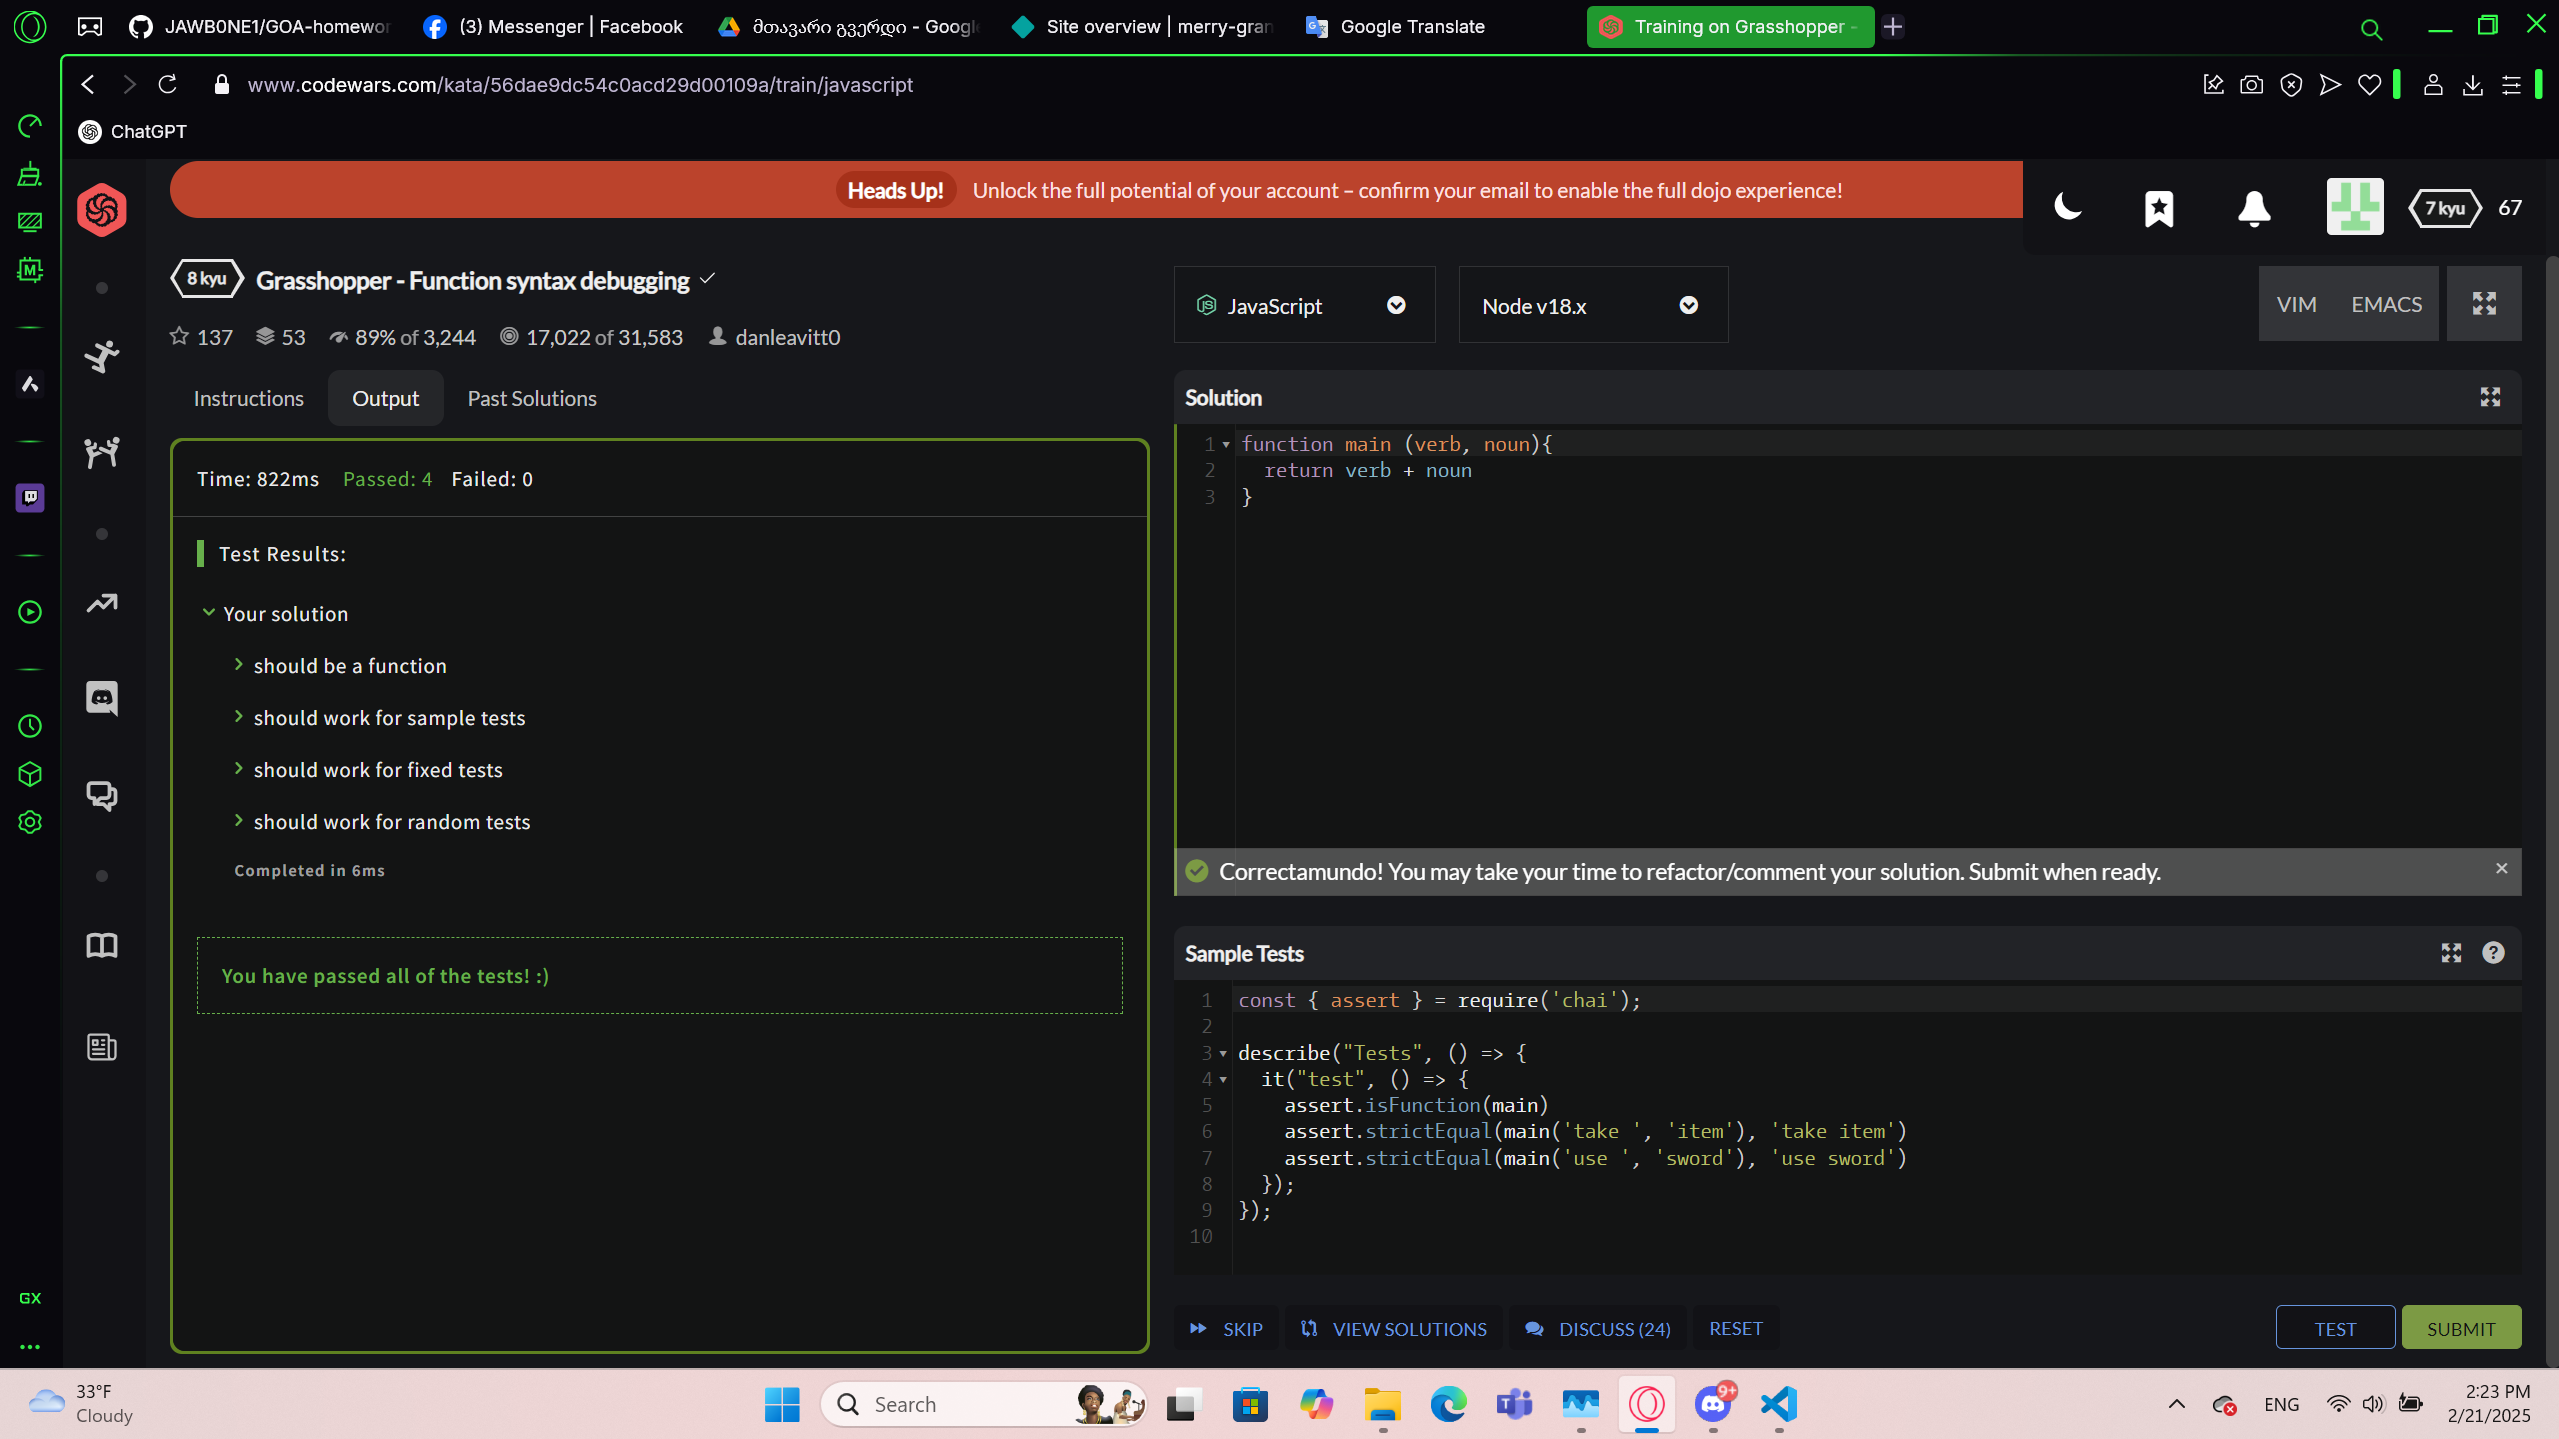 JAWB0NE1/GOA-homewor
(3) Messenger | Facebook
მთავარი გვერდი - Google
Site overview | merry-gran
Google Translate
Training on Grasshopper -
www.codewars.com/kata/56dae9dc54c0acd29d00109a/train/javascript
ChatGPT
Heads Up! Unlock the full potential of your account – confirm your email to enable the full dojo experience!
7 kyu 67
8 kyu Grasshopper - Function syntax debugging
137 53 89% of 3,244 17,022 of 31,583 danleavitt0
Instructions Output Past Solutions
Time: 822ms Passed: 4 Failed: 0
Test Results:
Your solution
should be a function
should work for sample tests
should work for fixed tests
should work for random tests
Completed in 6ms
You have passed all of the tests! :)
JavaScript
Node v18.x
VIM EMACS
Solution
1 function main (verb, noun){
2 return verb + noun
3 }
Correctamundo! You may take your time to refactor/comment your solution. Submit when ready.
Sample Tests
1 const { assert } = require('chai');
2
3 describe("Tests", () => {
4 it("test", () => {
5 assert.isFunction(main)
6 assert.strictEqual(main('take ', 'item'), 'take item')
7 assert.strictEqual(main('use ', 'sword'), 'use sword')
8 });
9 });
10
SKIP VIEW SOLUTIONS DISCUSS (24) RESET
TEST SUBMIT
GX
33°F
Cloudy
Search
9+
ENG
2:23 PM
2/21/2025